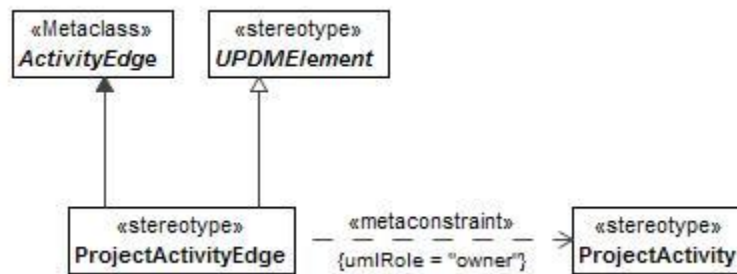 «Metaclass»
ActivityEdge
«stereotype»
UPDMElement
«stereotype»
ProjectActivityEdge
«metaconstraint»
{umlRole = "owner"}
«stereotype»
ProjectActivity